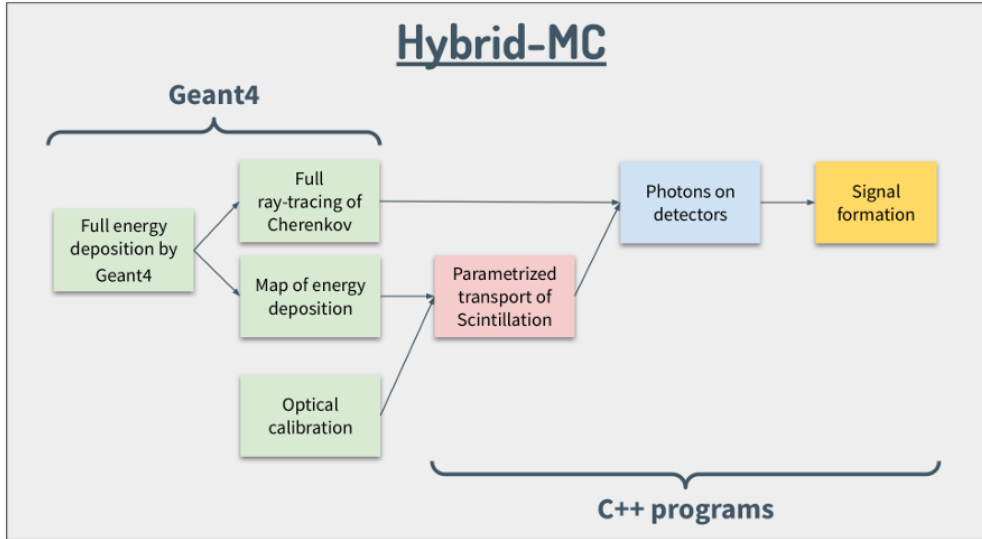 Hybrid-MC
Geant4
Full energy
deposition by
Geant4
Full
ray-tracing of
Cherenkov
Map of energy
deposition
Optical
calibration
Parametrized
transport of
Scintillation
Photons on
detectors
Signal
formation
C++ programs